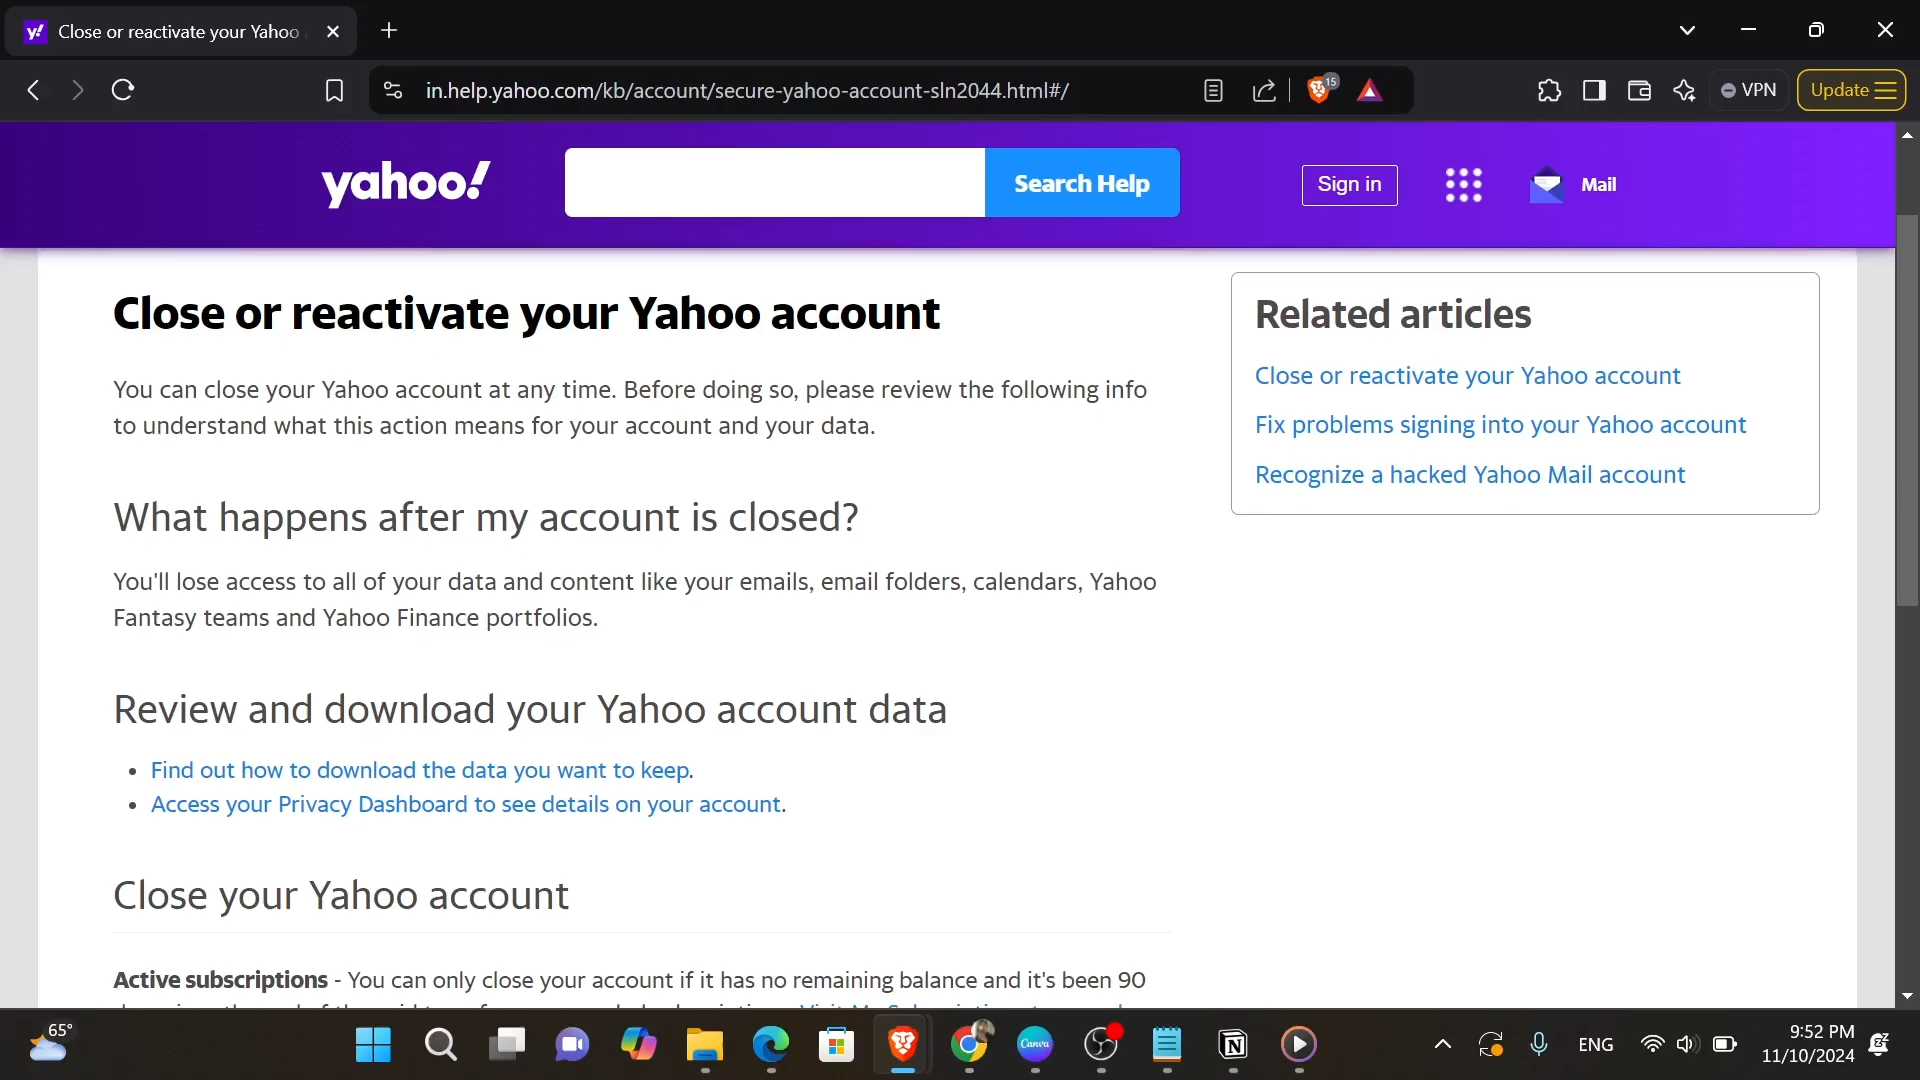 Close or reactivate your Yahoo
in.help.yahoo.com/kb/account/secure-yahoo-account-sln2044.html#/
15
VPN
Update
yahoo!
Search Help
Sign in
Mail
Close or reactivate your Yahoo account
You can close your Yahoo account at any time. Before doing so, please review the following info
to understand what this action means for your account and your data.
What happens after my account is closed?
You'll lose access to all of your data and content like your emails, email folders, calendars, Yahoo
Fantasy teams and Yahoo Finance portfolios.
Review and download your Yahoo account data
• Find out how to download the data you want to keep.
• Access your Privacy Dashboard to see details on your account.
Close your Yahoo account
Active subscriptions - You can only close your account if it has no remaining balance and it's been 90
Related articles
Close or reactivate your Yahoo account
Fix problems signing into your Yahoo account
Recognize a hacked Yahoo Mail account
65°
Canva
ENG
9:52 PM
11/10/2024